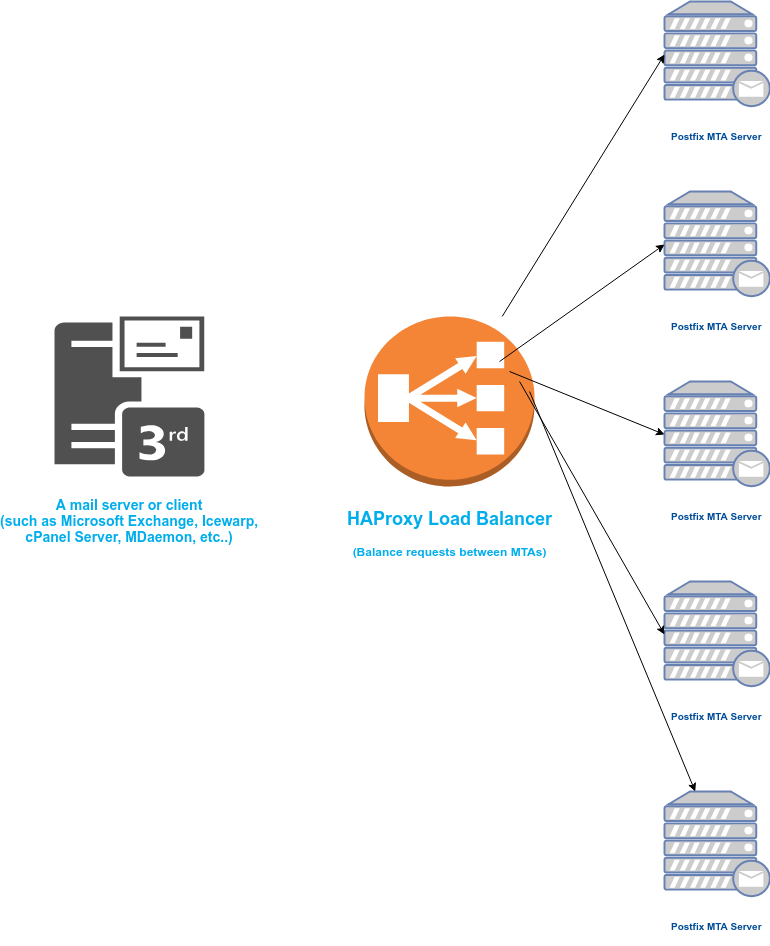 Postfix MTA Server
Postfix MTA Server
3rd
A mail server or client
(such as Microsoft Exchange, Icewarp,
cPanel Server, MDaemon, etc..)
HAProxy Load Balancer
(Balance requests between MTAs)
Postfix MTA Server
Postfix MTA Server
Postfix MTA Server